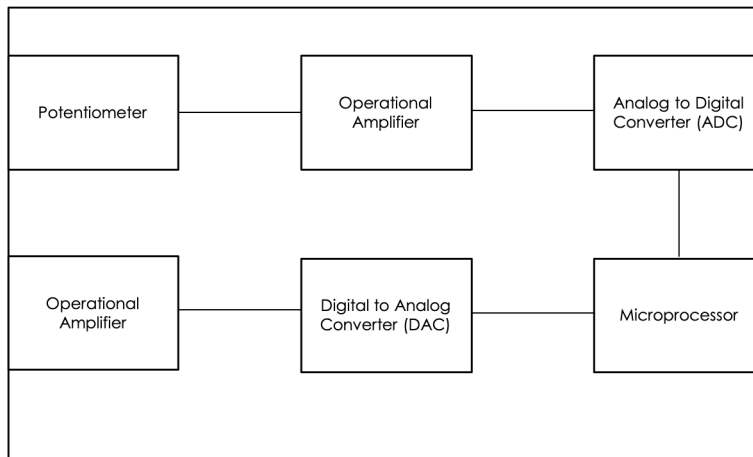 Potentiometer
Operational
Amplifier
Analog to Digital
Converter (ADC)
Operational
Amplifier
Digital to Analog
Converter (DAC)
Microprocessor